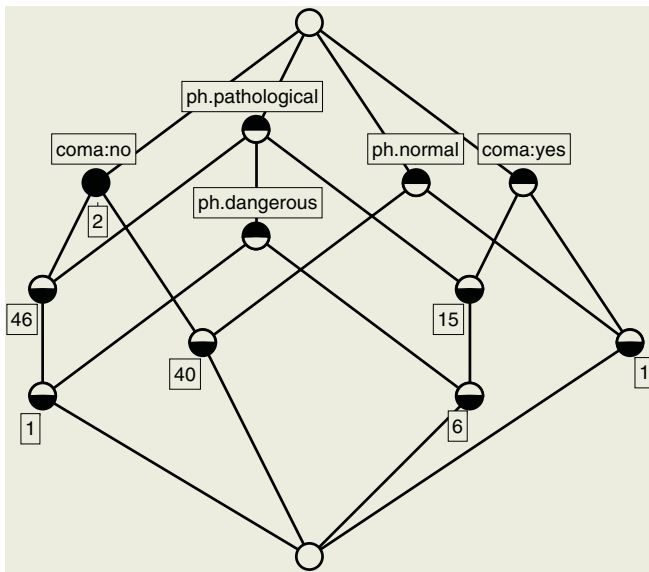 ph.pathological
coma:no
ph.normal
coma:yes
ph.dangerous
2
46
15
40
1
1
6